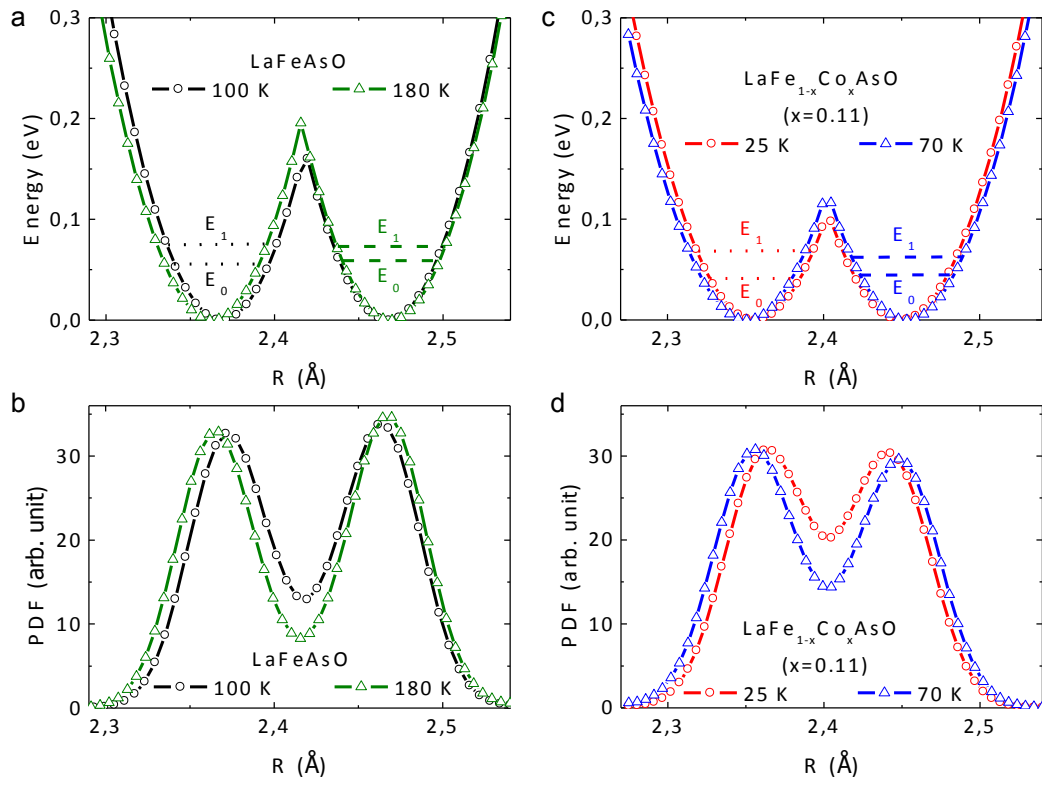 a
0,3
0,2
0,1
0,0
Energy (eV)
LaFeAsO
100 K
180 K
E1
E0
E1
E0
2,3
2,4
2,5
R (Å)
c
0,3
0,2
0,1
0,0
Energy (eV)
LaFe1-xCoxAsO
(x=0.11)
25 K
70 K
E1
E0
E1
E0
2,3
2,4
2,5
R (Å)
b
30
20
10
0
PDF (arb. unit)
LaFeAsO
100 K
180 K
2,3
2,4
2,5
R (Å)
d
30
20
10
0
PDF (arb. unit)
LaFe1-xCoxAsO
(x=0.11)
25 K
70 K
2,3
2,4
2,5
R (Å)